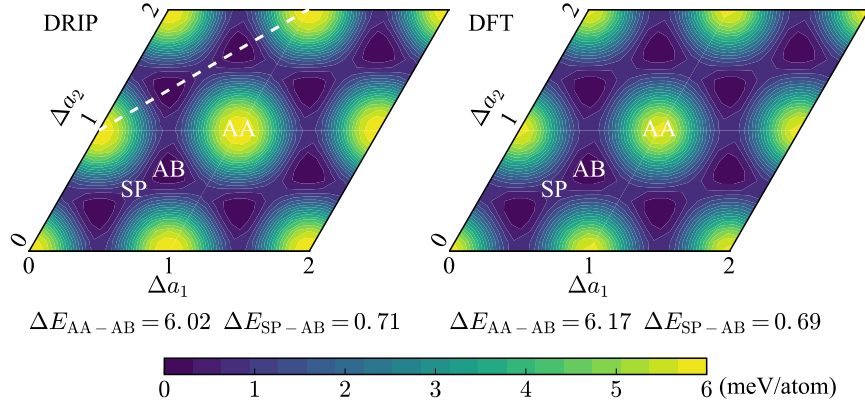 DRIP
DFT
2
Δa₂
1
0
AA
AB
SP
0
1
2
Δa₁
2
Δa₂
1
0
AA
AB
SP
0
1
2
Δa₁
ΔE_AA−AB = 6.02 ΔE_SP−AB = 0.71
ΔE_AA−AB = 6.17 ΔE_SP−AB = 0.69
0 1 2 3 4 5 6 (meV/atom)